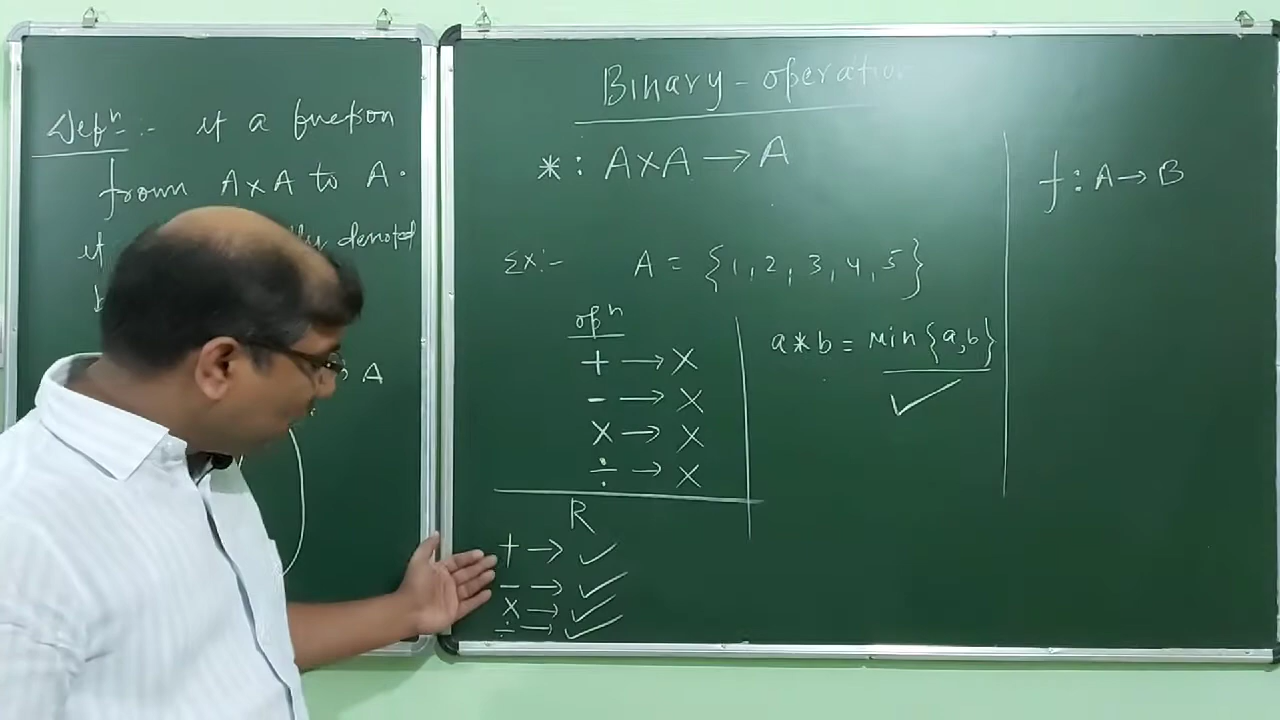 Defⁿ :- it a function
from A×A to A.
it denoted
A
Binary - operation
* : A×A → A
Ex:- A = {1, 2, 3, 4, 5}
opⁿ
+ → ×
- → ×
× → ×
÷ → ×
a*b = Min{a,b}
✓
R
+ → ✓
- → ✓
× → ✓
÷ → ✓
f : A → B